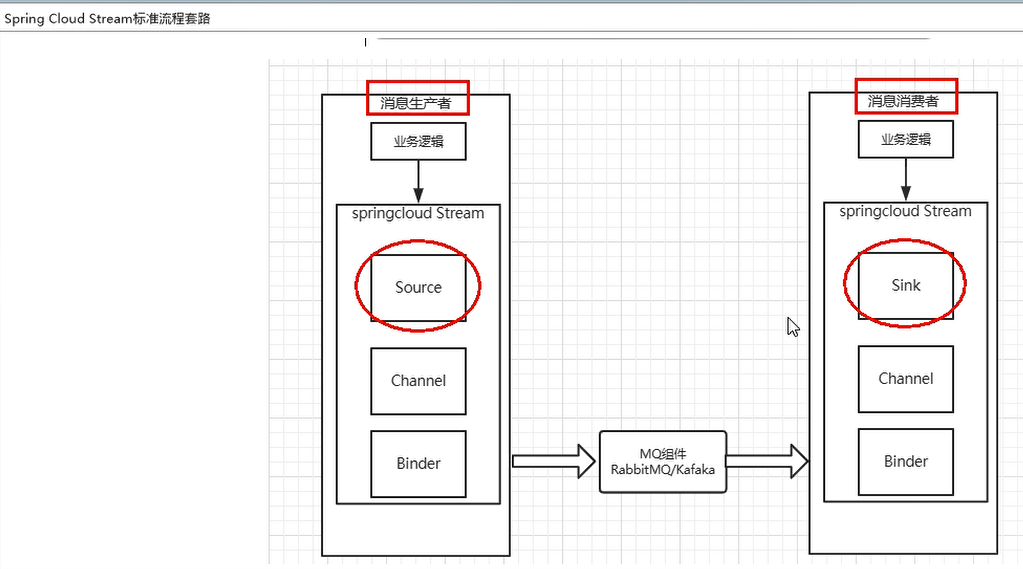 Spring Cloud Stream标准流程套路
消息生产者
业务逻辑
springcloud Stream
Source
Channel
Binder
MQ组件
RabbitMQ/Kafaka
消息消费者
业务逻辑
springcloud Stream
Sink
Channel
Binder